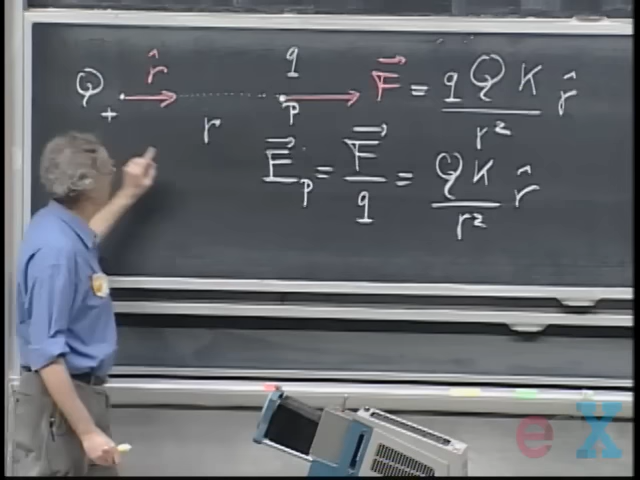 Q + r̂ r q P F⃗ = qQK/r² r̂
E⃗p = F⃗/q = QK/r² r̂
eX